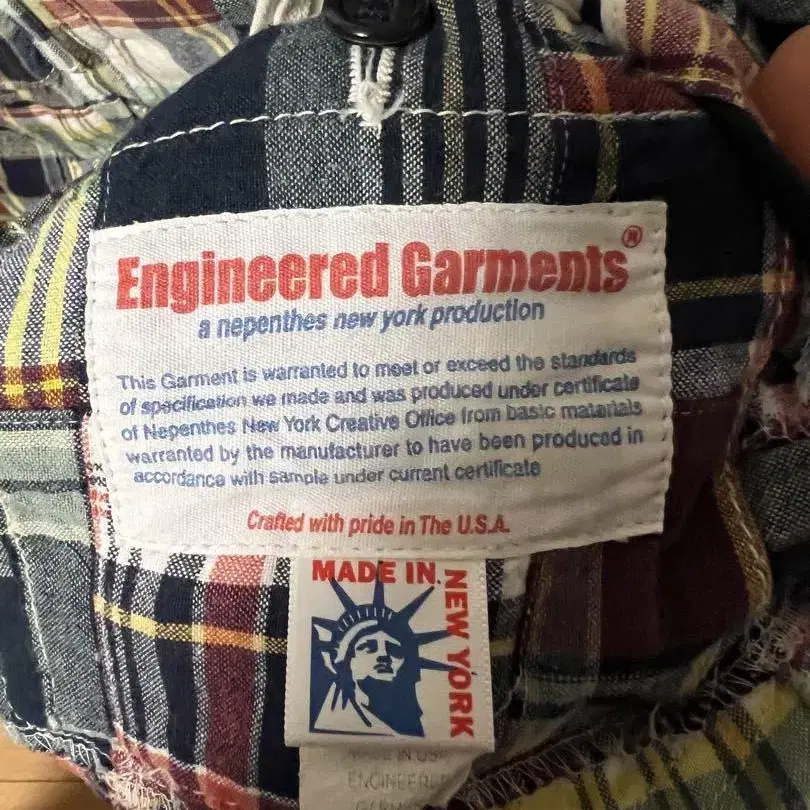 Engineered Garments®
a nepenthes new york production
This Garment is warranted to meet or exceed the standards
of specification we made and was produced under certificate
of Nepenthes New York Creative Office from basic materials
warranted by the manufacturer to have been produced in
accordance with sample under current certificate
Crafted with pride in The U.S.A.
MADE IN
NEW YORK